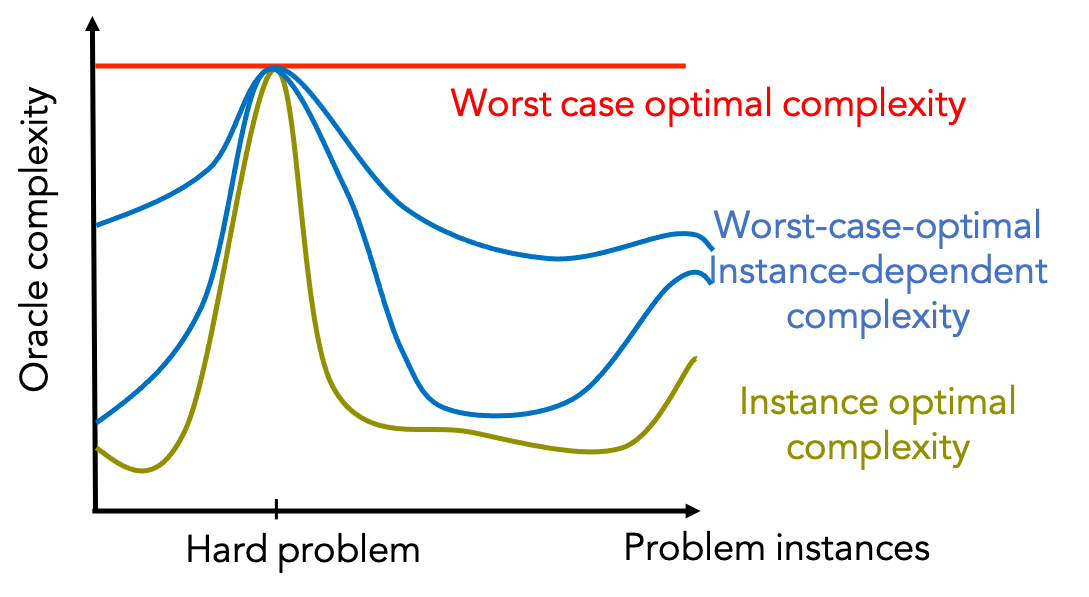 Oracle complexity
Worst case optimal complexity
Worst-case-optimal
Instance-dependent
complexity
Instance optimal
complexity
Hard problem
Problem instances